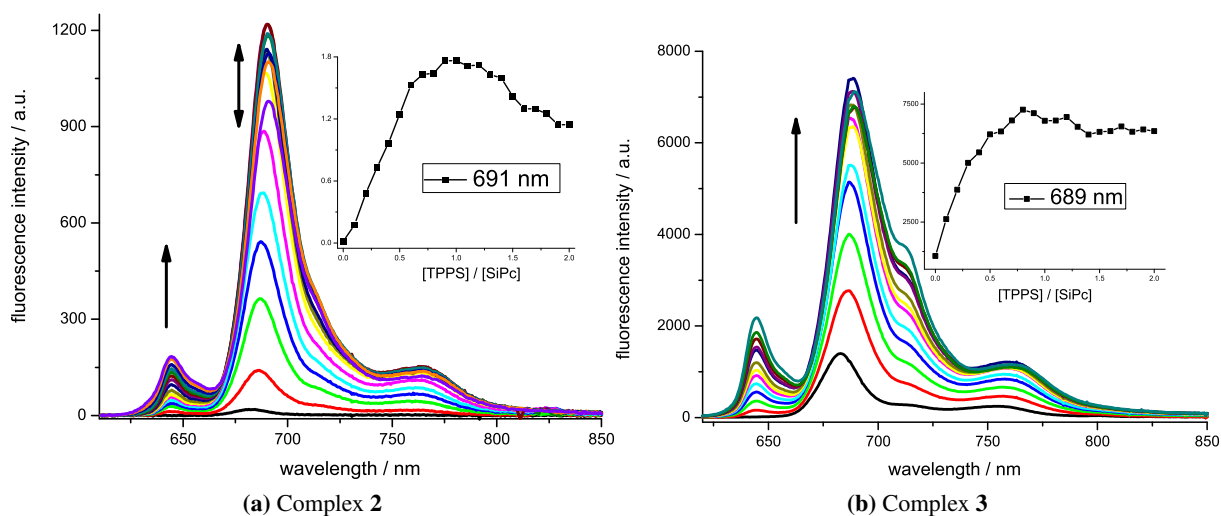 1200
900
600
300
0
fluorescence intensity / a.u.
650 700 750 800 850
wavelength / nm
1.8
1.2
0.6
0.0
0.0 0.5 1.0 1.5 2.0
[TPPS] / [SiPc]
691 nm
(a) Complex 2
8000
6000
4000
2000
0
fluorescence intensity / a.u.
650 700 750 800 850
wavelength / nm
7500
5000
2500
0.0 0.5 1.0 1.5 2.0
[TPPS] / [SiPc]
689 nm
(b) Complex 3